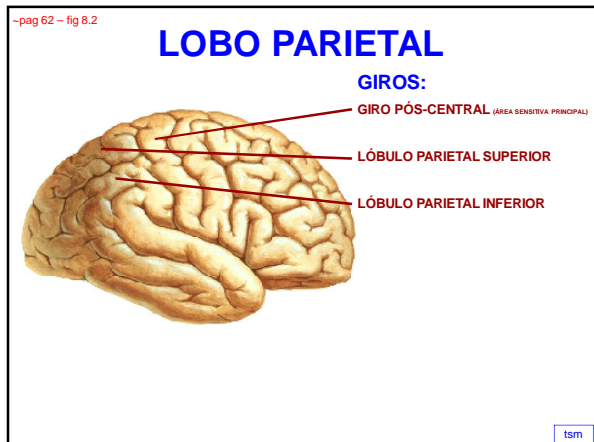 ~pag 62 – fig 8.2
LOBO PARIETAL
GIROS:
GIRO PÓS-CENTRAL (ÁREA SENSITIVA PRINCIPAL)
LÓBULO PARIETAL SUPERIOR
LÓBULO PARIETAL INFERIOR
tsm